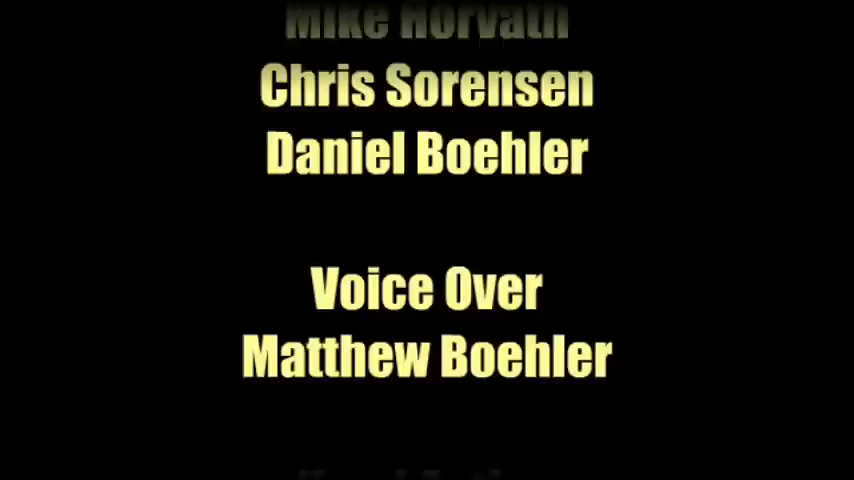 Mike Horvath
Chris Sorensen
Daniel Boehler
Voice Over
Matthew Boehler